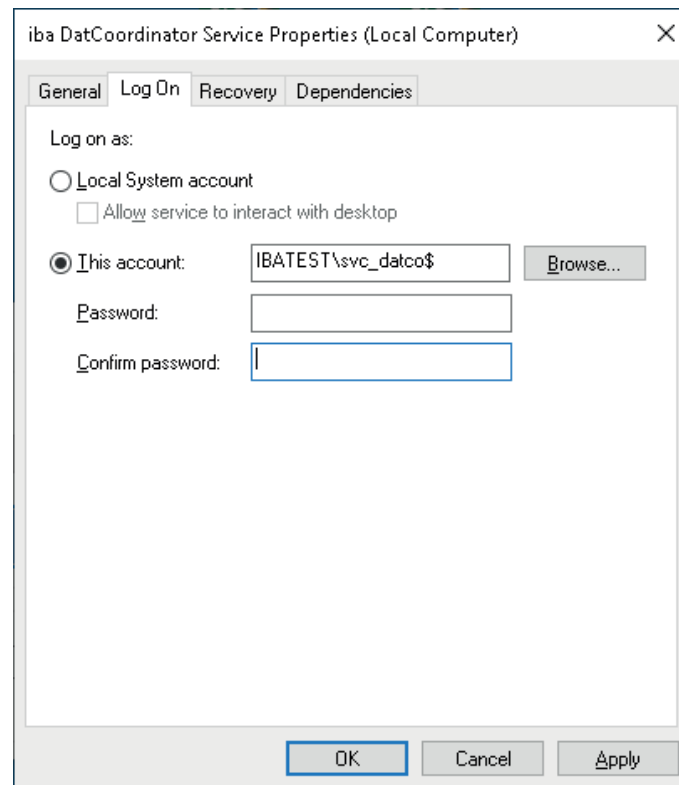 iba DatCoordinator Service Properties (Local Computer)
General Log On Recovery Dependencies
Log on as:
Local System account
Allow service to interact with desktop
This account: IBATEST\svc_datco$ Browse...
Password:
Confirm password:
OK Cancel Apply